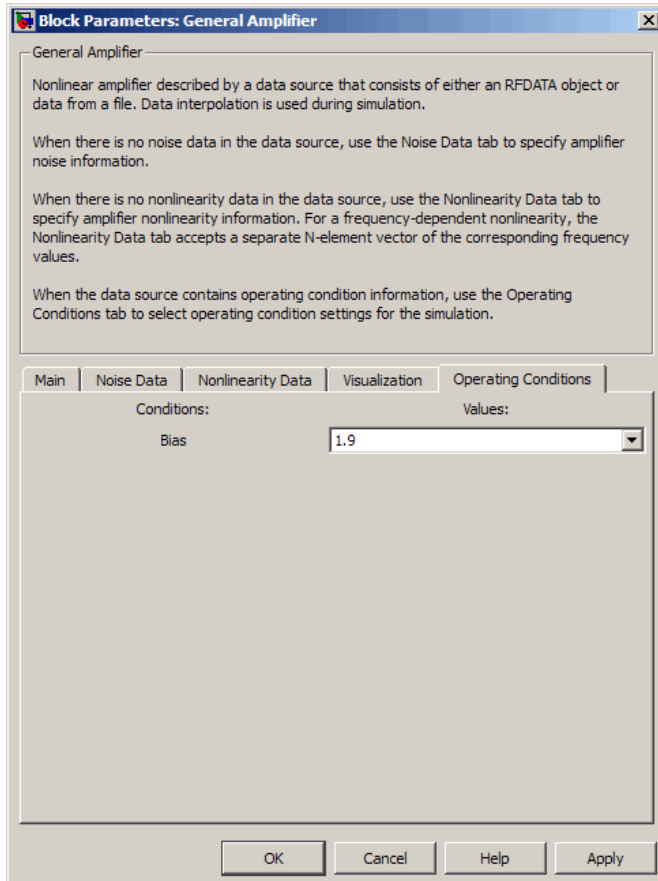 Block Parameters: General Amplifier
General Amplifier
Nonlinear amplifier described by a data source that consists of either an RFDATA object or
data from a file. Data interpolation is used during simulation.
When there is no noise data in the data source, use the Noise Data tab to specify amplifier
noise information.
When there is no nonlinearity data in the data source, use the Nonlinearity Data tab to
specify amplifier nonlinearity information. For a frequency-dependent nonlinearity, the
Nonlinearity Data tab accepts a separate N-element vector of the corresponding frequency
values.
When the data source contains operating condition information, use the Operating
Conditions tab to select operating condition settings for the simulation.
Main Noise Data Nonlinearity Data Visualization Operating Conditions
Conditions: Values:
Bias 1.9
OK Cancel Help Apply